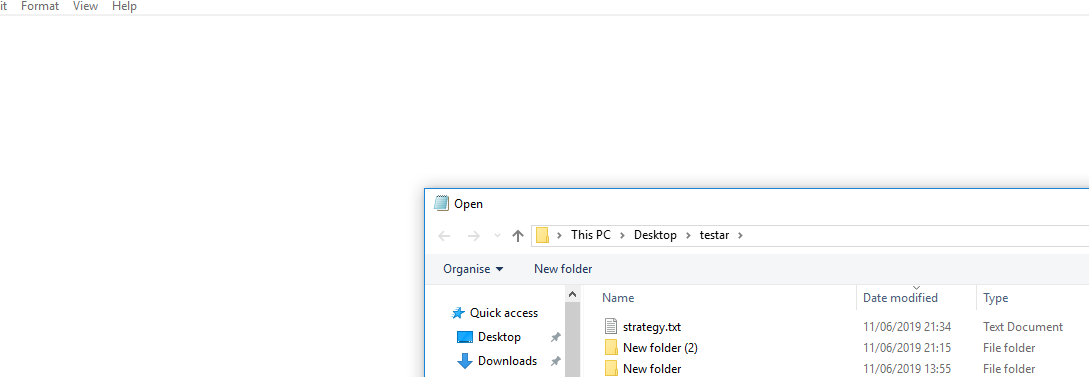 it Format View Help
Open
This PC > Desktop > testar >
Organise New folder
Name Date modified Type
Quick access
Desktop
Downloads
strategy.txt 11/06/2019 21:34 Text Document
New folder (2) 11/06/2019 21:15 File folder
New folder 11/06/2019 13:55 File folder